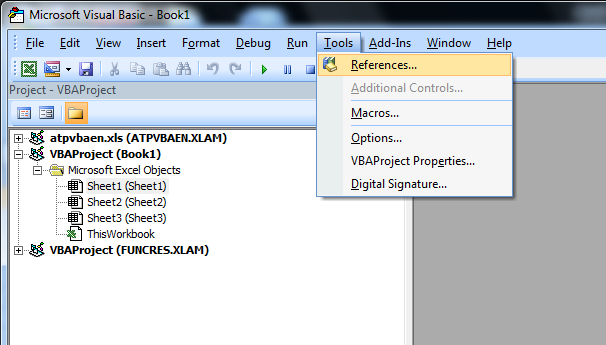 Microsoft Visual Basic - Book1
File Edit View Insert Format Debug Run Tools Add-Ins Window Help
References...
Additional Controls...
Macros...
Options...
VBAProject Properties...
Digital Signature...
Project - VBAProject
atpvbaen.xls (ATPVBAEN.XLAM)
VBAProject (Book1)
Microsoft Excel Objects
Sheet1 (Sheet1)
Sheet2 (Sheet2)
Sheet3 (Sheet3)
ThisWorkbook
VBAProject (FUNCRES.XLAM)